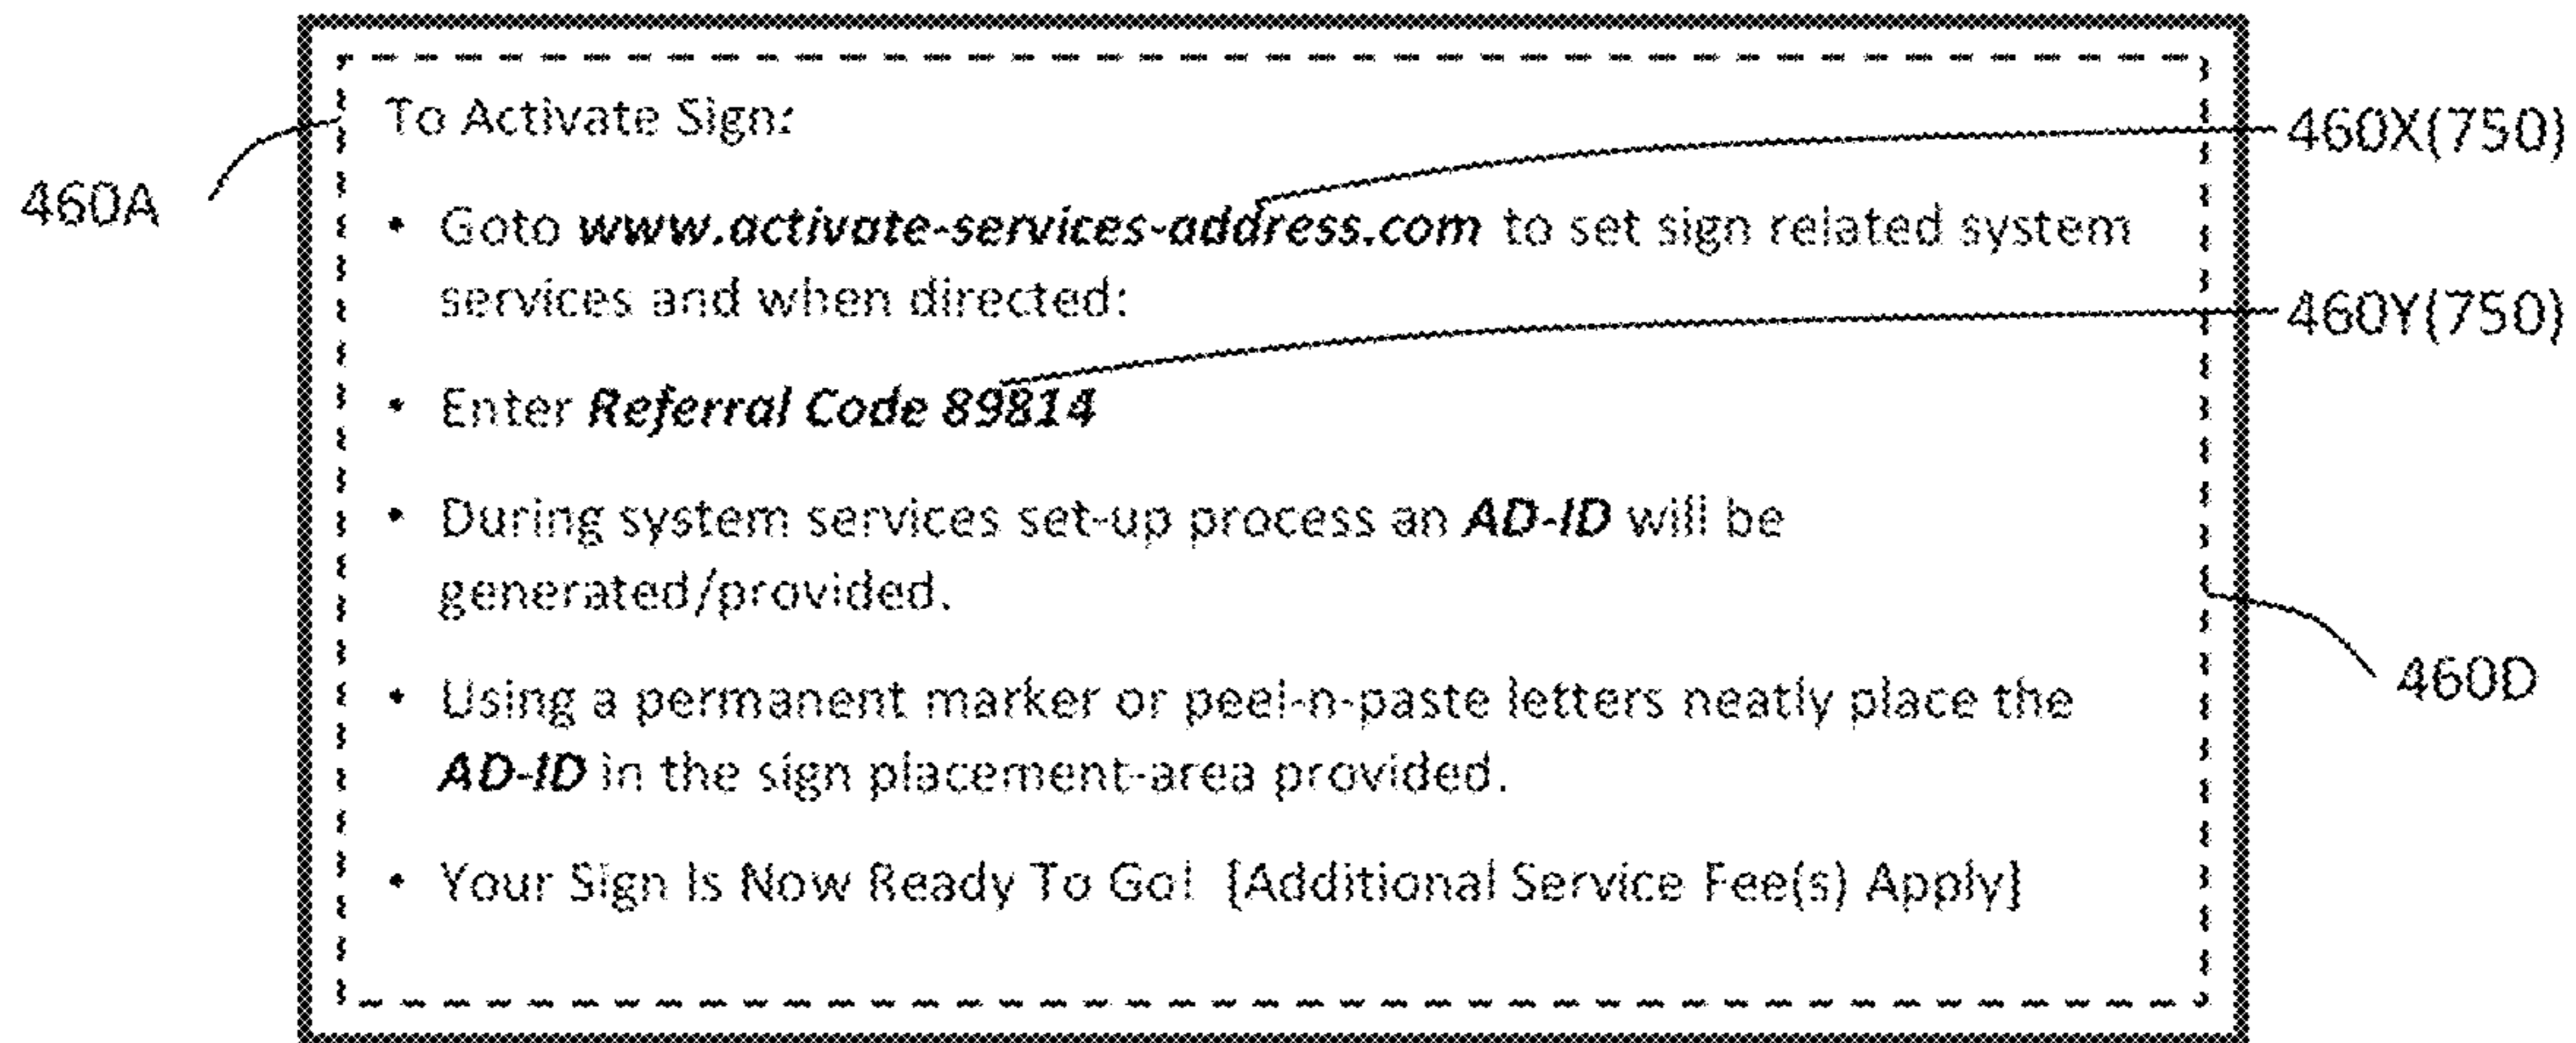 To Activate Sign:
460X(750)
460A
• Goto www.activate-services-address.com to set sign related system
services and when directed:
460Y(750)
• Enter Referral Code 89814
• During system services set-up process an AD-ID will be
generated/provided.
460D
• Using a permanent marker or peel-n-paste letters neatly place the
AD-ID in the sign placement-area provided.
• Your Sign Is Now Ready To Go! [Additional Service Fee(s) Apply]